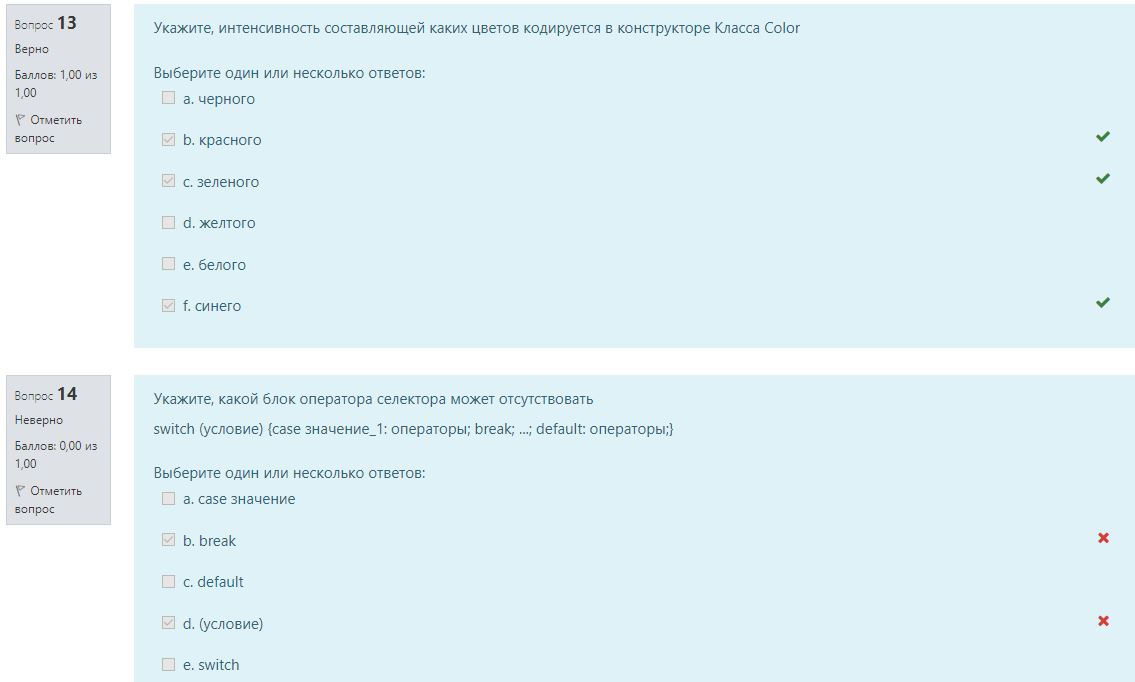 Вопрос 13
Верно
Баллов: 1,00 из
1,00
Отметить
вопрос
Укажите, интенсивность составляющей каких цветов кодируется в конструкторе Класса Color
Выберите один или несколько ответов:
a. черного
b. красного
c. зеленого
d. желтого
e. белого
f. синего
Вопрос 14
Неверно
Баллов: 0,00 из
1,00
Отметить
вопрос
Укажите, какой блок оператора селектора может отсутствовать
switch (условие) {case значение_1: операторы; break; ...; default: операторы;}
Выберите один или несколько ответов:
a. case значение
b. break
c. default
d. (условие)
e. switch